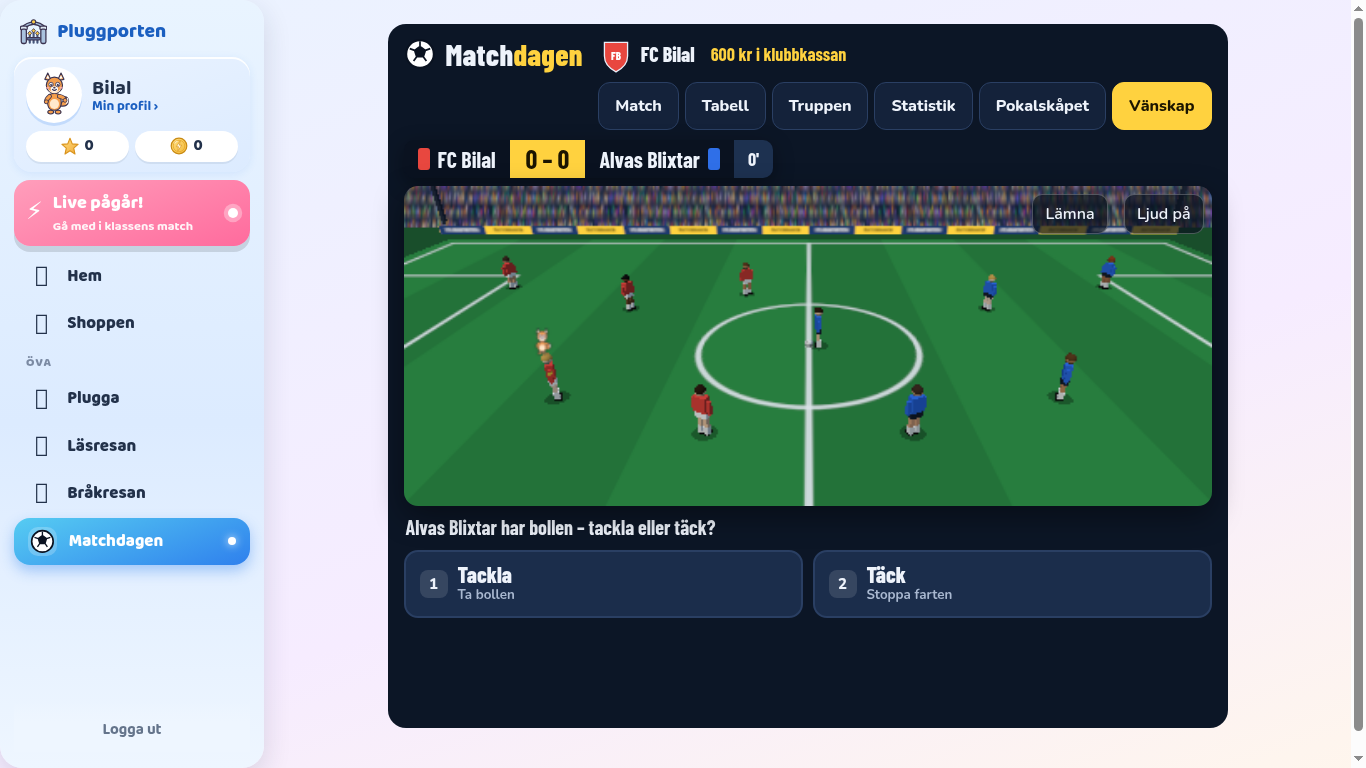 Pluggporten
Bilal
Min profil ›
0
0
Live pågår!
Gå med i klassens match
Hem
Shoppen
ÖVA
Plugga
Läsresan
Bråkresan
Matchdagen
Logga ut
Matchdagen
FB
FC Bilal
600 kr i klubbkassan
Match
Tabell
Truppen
Statistik
Pokalskåpet
Vänskap
FC Bilal
0 – 0
Alvas Blixtar
0'
Lämna
Ljud på
Alvas Blixtar har bollen – tackla eller täck?
1
Tackla
Ta bollen
2
Täck
Stoppa farten